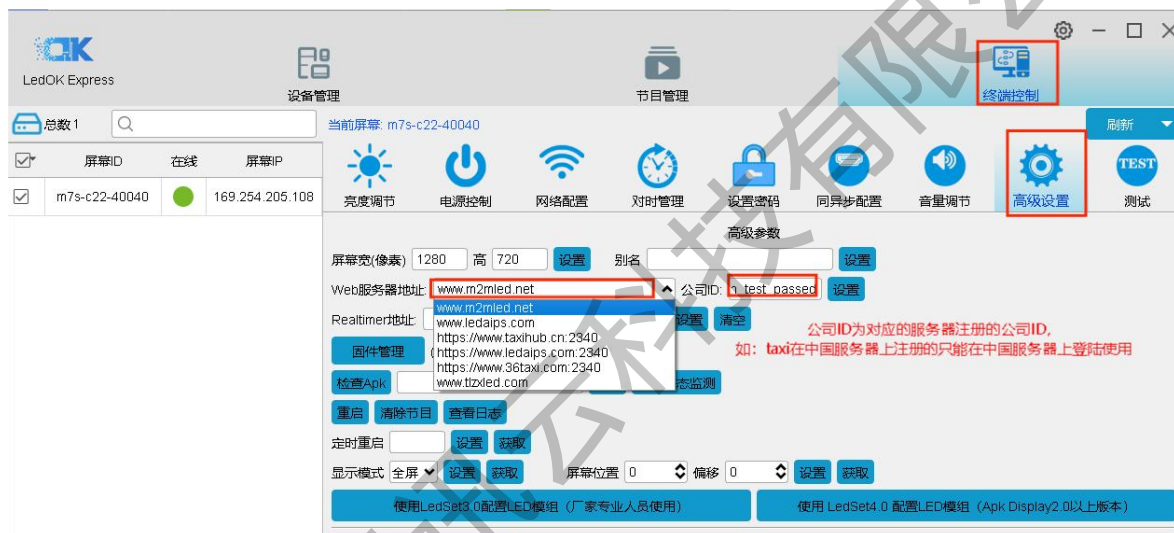 LedOK Express
设备管理
节目管理
终端控制
总数 1
当前屏幕: m7s-c22-40040
刷新
屏幕ID 在线 屏幕IP
m7s-c22-40040 169.254.205.108
亮度调节 电源控制 网络配置 对时管理 设置密码 同异步配置 音量调节 高级设置 测试
TEST
高级参数
屏幕宽(像素) 1280 高 720 设置 别名 设置
Web服务器地址: www.m2mled.net 公司ID: n_test_passed 设置
www.m2mled.net
Realtimer地址: 设置 清空
www.ledaips.com
https://www.taxihub.cn:2340
https://www.ledaips.com:2340
https://www.36taxi.com:2340
www.tlzxled.com
公司ID为对应的服务器注册的公司ID,
如: taxi在中国服务器上注册的只能在中国服务器上登陆使用
固件管理
检查Apk 态监测
重启 清除节目 查看日志
定时重启 设置 获取
显示模式 全屏 设置 获取 屏幕位置 0 偏移 0 设置 获取
使用LedSet3.0配置LED模组（厂家专业人员使用）
使用 LedSet4.0 配置LED模组（Apk Display2.0以上版本）
讯云科技有限公